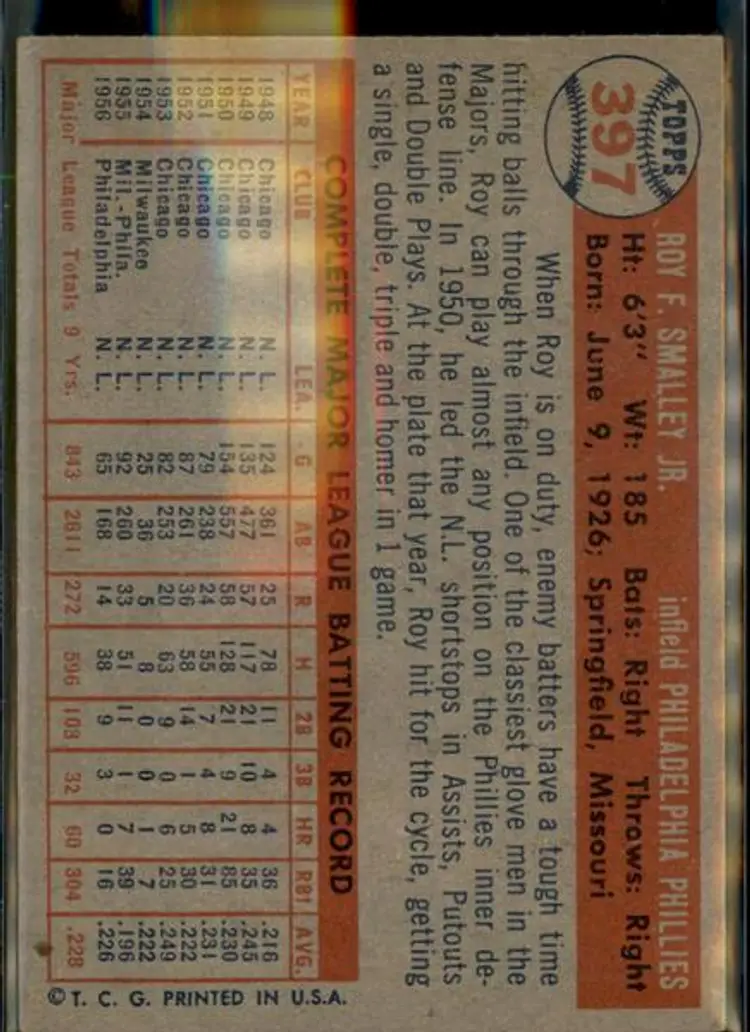 TOPPS
397
ROY F. SMALLEY JR. infield PHILADELPHIA PHILLIES
Ht: 6'3" Wt: 185 Bats: Right Throws: Right
Born: June 9, 1926; Springfield, Missouri
When Roy is on duty, enemy batters have a tough time
hitting balls through the infield. One of the classiest glove men in the
Majors, Roy can play almost any position on the Phillies inner de-
fense line. In 1950, he led the N.L. shortstops in Assists, Putouts
and Double Plays. At the plate that year, Roy hit for the cycle, getting
a single, double, triple and homer in 1 game.
COMPLETE MAJOR LEAGUE BATTING RECORD
YEAR CLUB LEA. G AB R H 2B 3B HR RBI AVG.
1948 Chicago N. L. 124 361 25 78 11 4 4 36 .216
1949 Chicago N. L. 135 477 57 117 21 10 8 35 .245
1950 Chicago N. L. 154 557 58 128 21 9 21 85 .230
1951 Chicago N. L. 79 238 24 55 7 4 8 31 .231
1952 Chicago N. L. 87 261 36 58 14 1 5 30 .222
1953 Chicago N. L. 82 253 20 63 9 0 6 25 .249
1954 Milwaukee N. L. 25 36 5 8 0 0 1 7 .222
1955 Mil.-Phila. N. L. 92 260 33 51 11 1 7 39 .196
1956 Philadelphia N. L. 65 168 14 38 9 3 0 16 .226
Major League Totals 9 Yrs. 843 2611 272 596 103 32 60 304 .228
© T. C. G. PRINTED IN U.S.A.